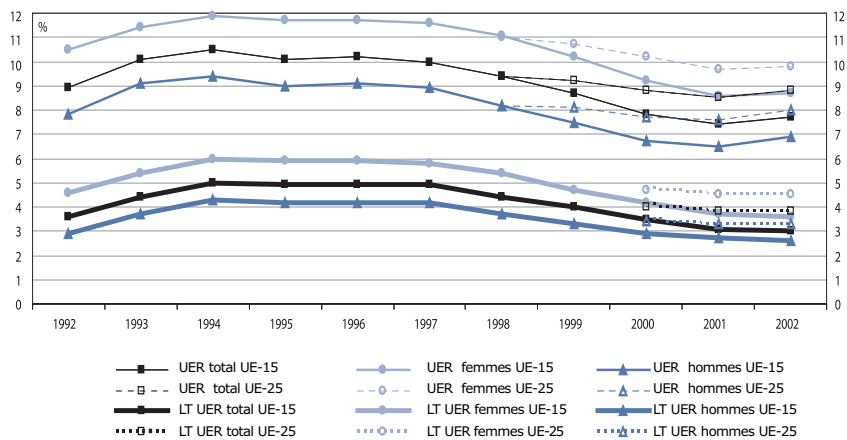 %
12 12
11 11
10 10
9 9
8 8
7 7
6 6
5 5
4 4
3 3
2 2
1 1
0 0
1992 1993 1994 1995 1996 1997 1998 1999 2000 2001 2002
UER total UE-15 UER femmes UE-15 UER hommes UE-15
UER total UE-25 UER femmes UE-25 UER hommes UE-25
LT UER total UE-15 LT UER femmes UE-15 LT UER hommes UE-15
LT UER total UE-25 LT UER femmes UE-25 LT UER hommes UE-25